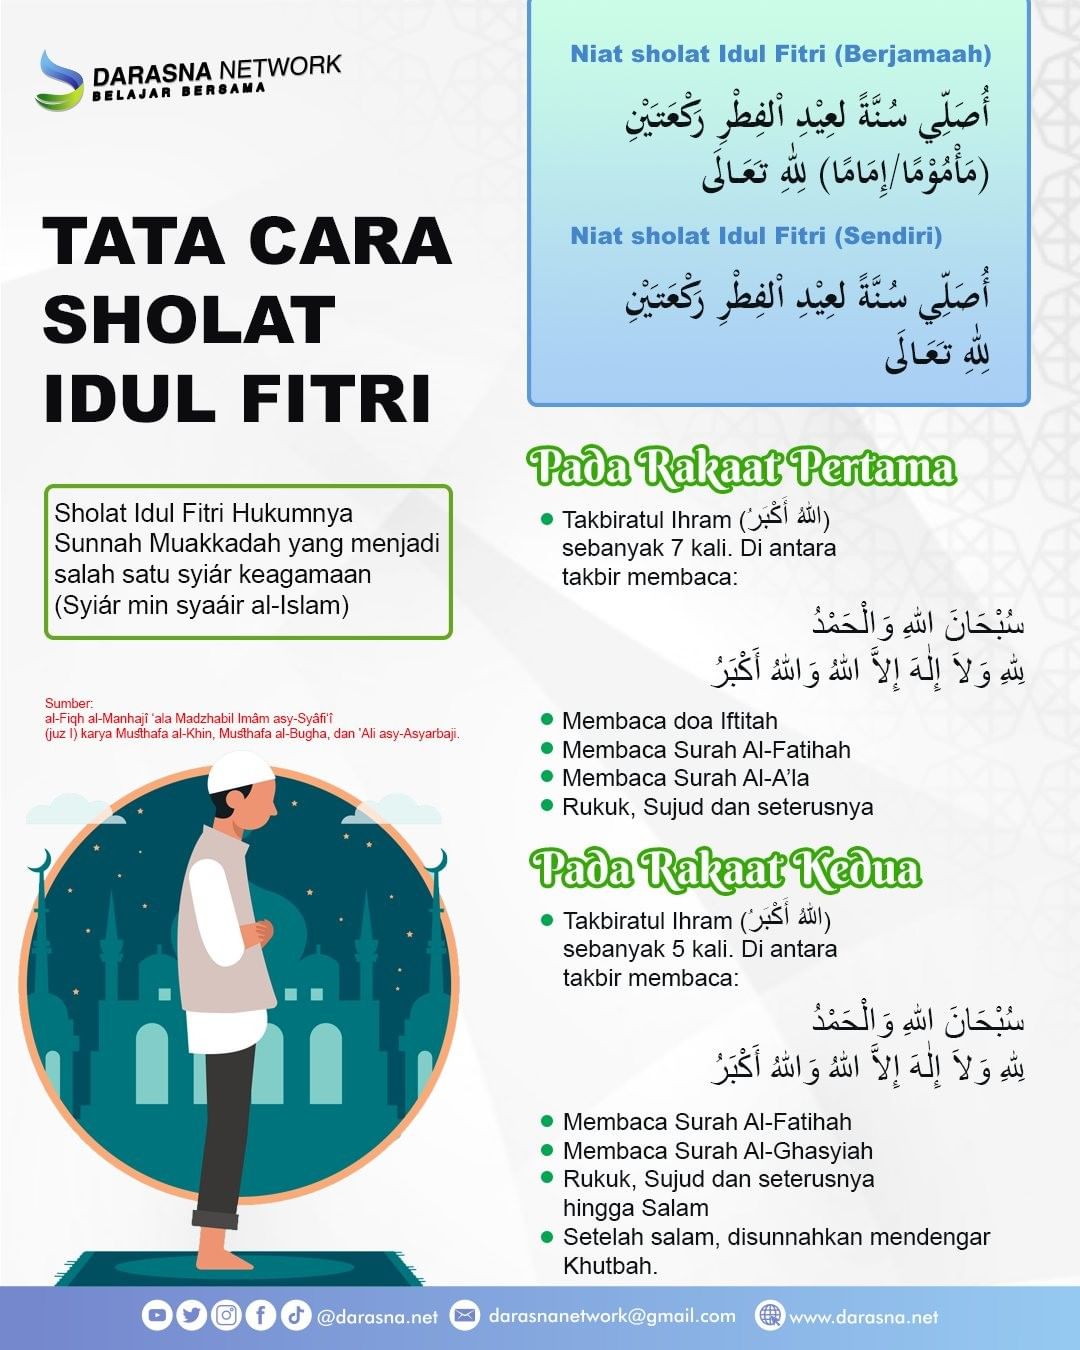 DARASNA NETWORK
BELAJAR BERSAMA
TATA CARA
SHOLAT
IDUL FITRI
Sholat Idul Fitri Hukumnya
Sunnah Muakkadah yang menjadi
salah satu syiár keagamaan
(Syiár min syaáir al-Islam)
Sumber:
al-Fiqh al-Manhajî 'ala Madzhabil Imâm asy-Syâfi'î
(juz I) karya Musthafa al-Khin, Musthafa al-Bugha, dan 'Ali asy-Asyarbaji.
Niat sholat Idul Fitri (Berjamaah)
أُصَلِّي سُنَّةً لعِيْدِ اْلفِطْرِ رَكْعَتَيْنِ
(مَأْمُوْمًا/إِمَامًا) لِلّٰهِ تَعَالَى
Niat sholat Idul Fitri (Sendiri)
أُصَلِّي سُنَّةً لعِيْدِ اْلفِطْرِ رَكْعَتَيْنِ
لِلّٰهِ تَعَالَى
Pada Rakaat Pertama
Takbiratul Ihram (اللهُ أَكْبَرُ)
sebanyak 7 kali. Di antara
takbir membaca:
سُبْحَانَ اللهِ وَالْحَمْدُ
لِلهِ وَلاَ إِلٰهَ إِلاَّ اللهُ وَاللهُ أَكْبَرُ
Membaca doa Iftitah
Membaca Surah Al-Fatihah
Membaca Surah Al-A'la
Rukuk, Sujud dan seterusnya
Pada Rakaat Kedua
Takbiratul Ihram (اللهُ أَكْبَرُ)
sebanyak 5 kali. Di antara
takbir membaca:
سُبْحَانَ اللهِ وَالْحَمْدُ
لِلهِ وَلاَ إِلٰهَ إِلاَّ اللهُ وَاللهُ أَكْبَرُ
Membaca Surah Al-Fatihah
Membaca Surah Al-Ghasyiah
Rukuk, Sujud dan seterusnya
hingga Salam
Setelah salam, disunnahkan mendengar
Khutbah.
@darasna.net darasnanetwork@gmail.com www.darasna.net